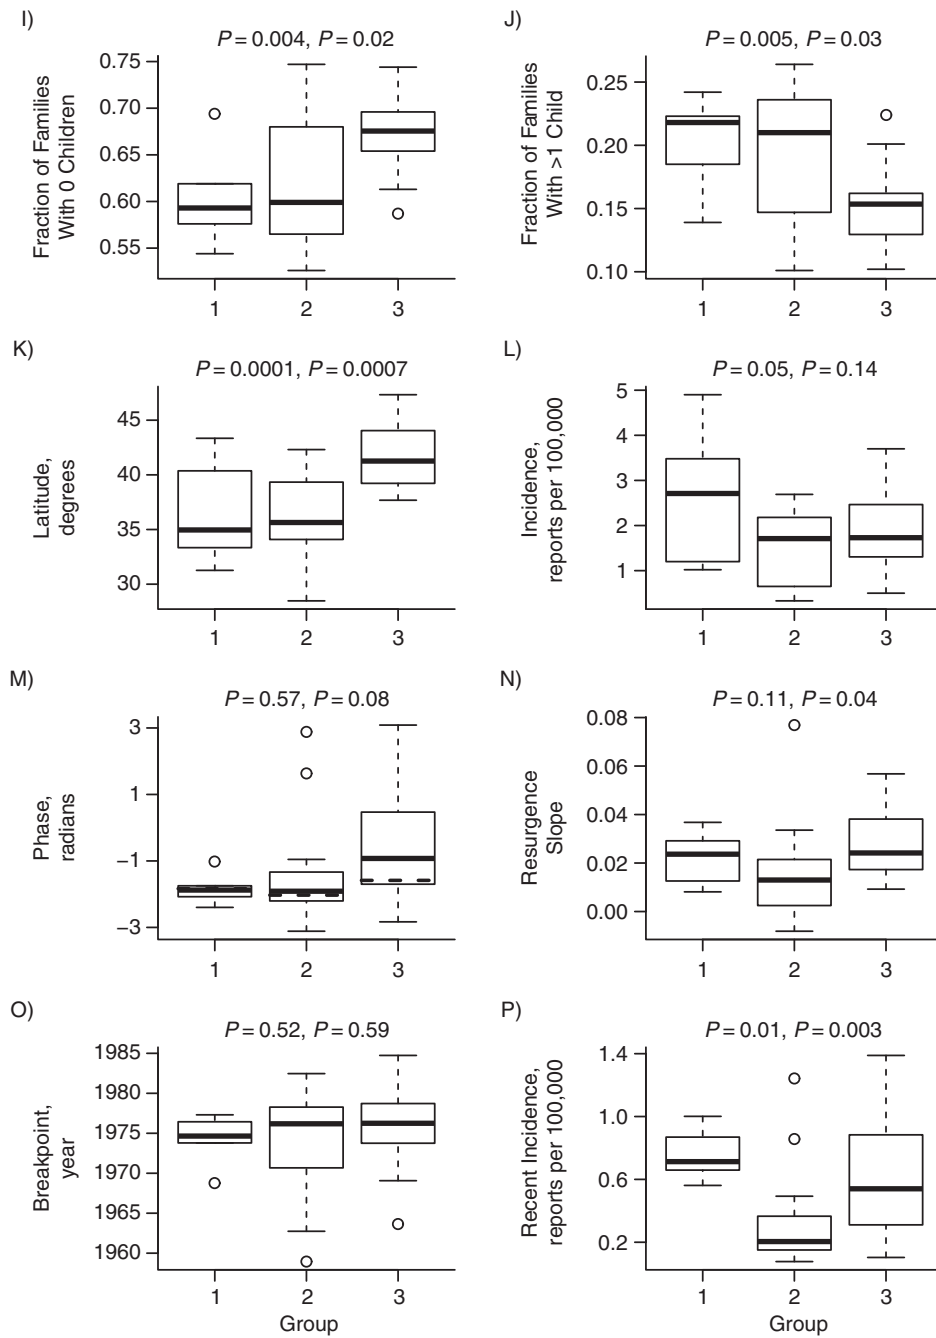 I)
P = 0.004, P = 0.02
Fraction of Families
With 0 Children
0.75
0.70
0.65
0.60
0.55
1 2 3
J)
P = 0.005, P = 0.03
Fraction of Families
With >1 Child
0.25
0.20
0.15
0.10
1 2 3
K)
P = 0.0001, P = 0.0007
Latitude,
degrees
45
40
35
30
1 2 3
L)
P = 0.05, P = 0.14
Incidence,
reports per 100,000
5
4
3
2
1
1 2 3
M)
P = 0.57, P = 0.08
Phase,
radians
3
1
−1
−3
1 2 3
N)
P = 0.11, P = 0.04
Resurgence
Slope
0.08
0.06
0.04
0.02
0.00
1 2 3
O)
P = 0.52, P = 0.59
Breakpoint,
year
1985
1980
1975
1970
1965
1960
1 2 3
Group
P)
P = 0.01, P = 0.003
Recent Incidence,
reports per 100,000
1.4
1.0
0.6
0.2
1 2 3
Group